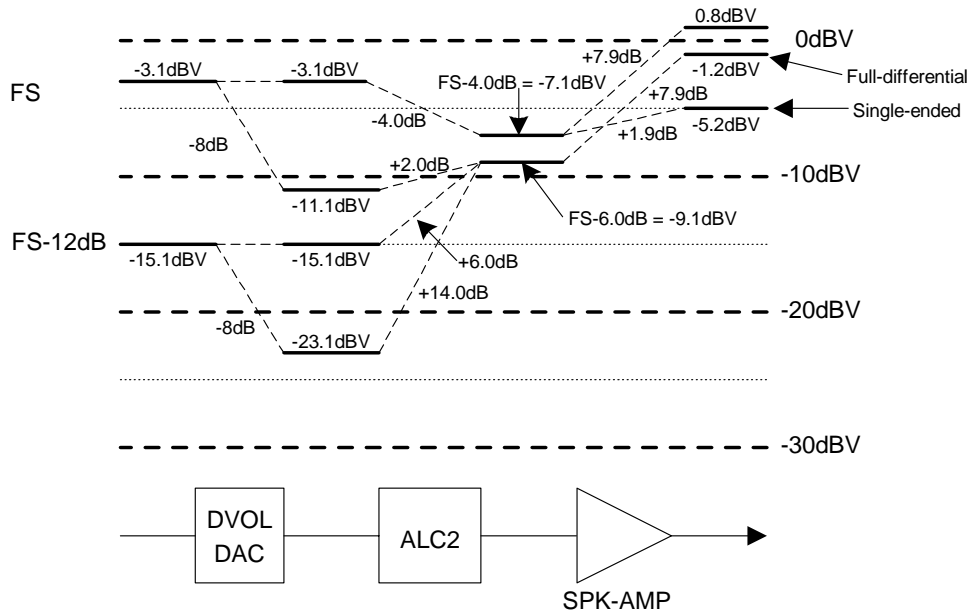 0.8dBV
0dBV
+7.9dB
-3.1dBV
-3.1dBV
-1.2dBV
FS-4.0dB = -7.1dBV
Full-differential
FS
+7.9dB
Single-ended
-4.0dB
-5.2dBV
+1.9dB
-8dB
+2.0dB
-10dBV
-11.1dBV
FS-6.0dB = -9.1dBV
FS-12dB
-15.1dBV
-15.1dBV
+6.0dB
+14.0dB
-20dBV
-8dB
-23.1dBV
-30dBV
DVOL
DAC
ALC2
SPK-AMP